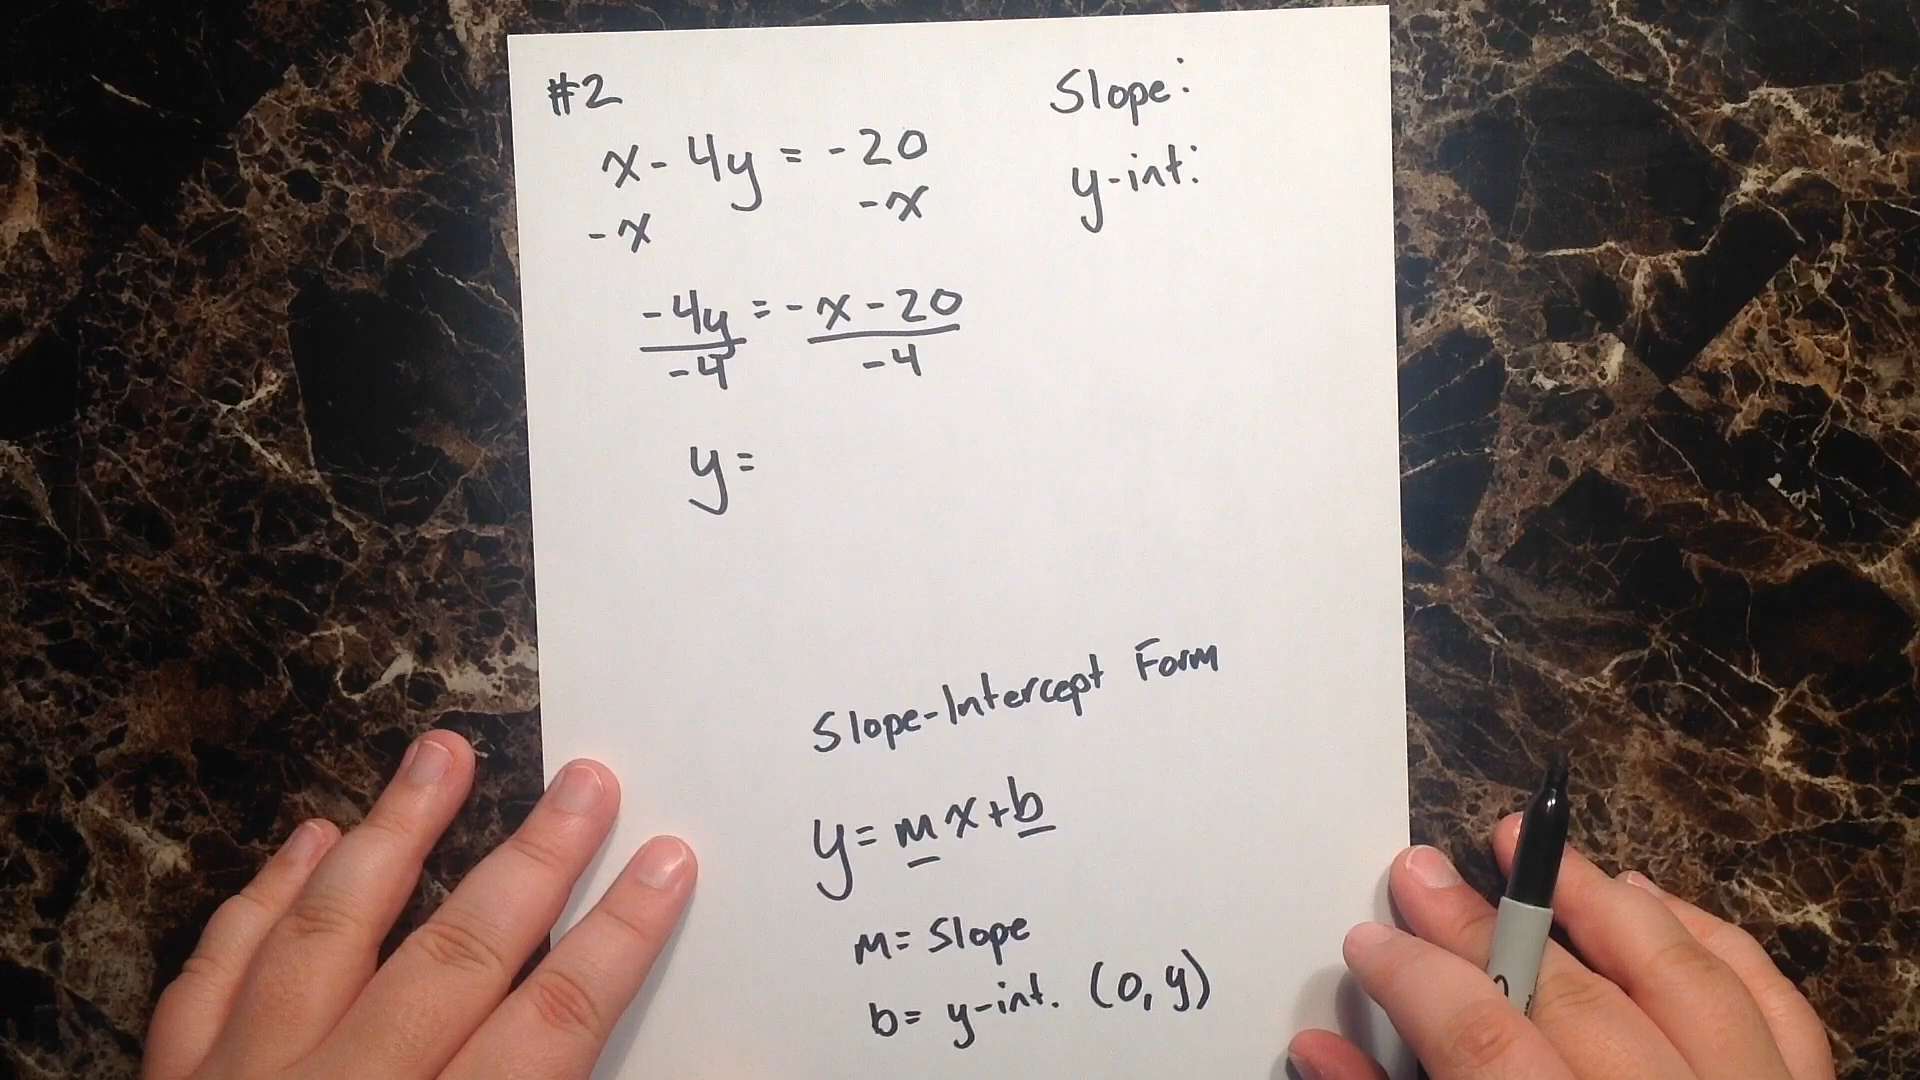 #2
x - 4y = -20
-x -x
-4y = -x - 20
-4 -4
y =
Slope:
y-int:
Slope-Intercept Form
y = mx + b
m = Slope
b = y-int. (0, y)